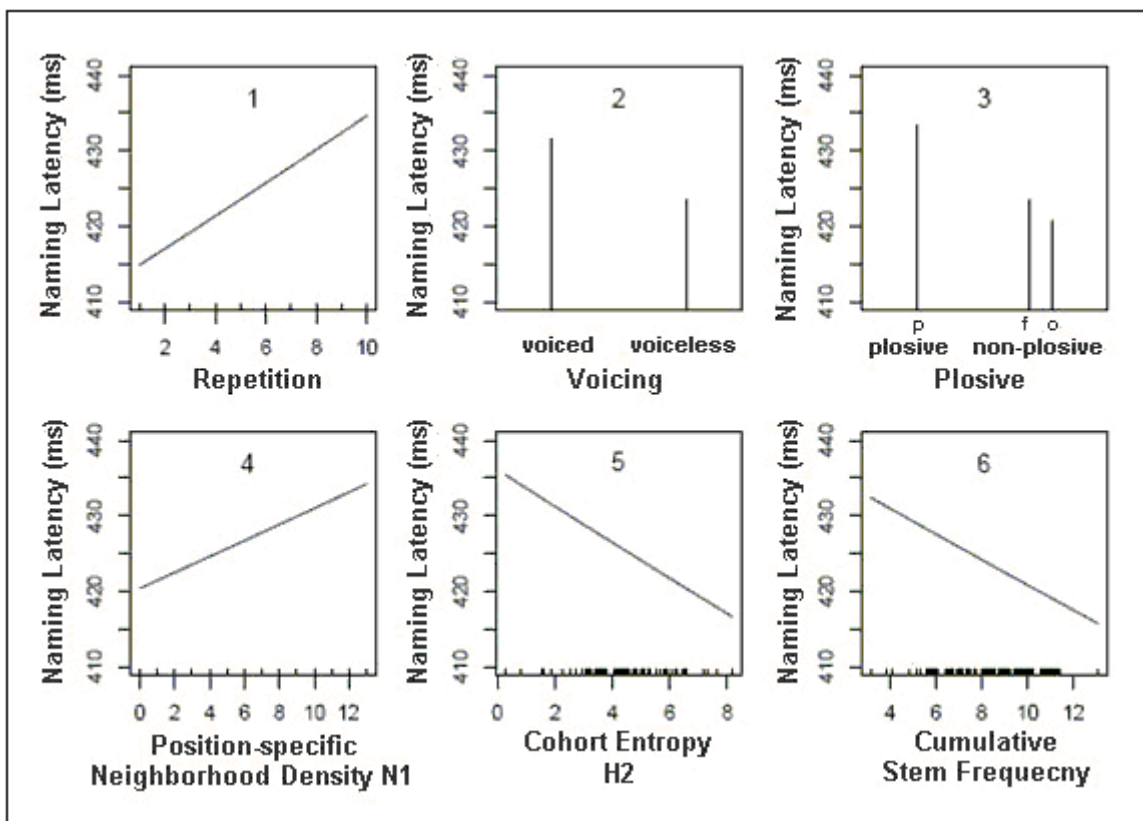 Naming Latency (ms)
440
430
420
410
1
2 4 6 8 10
Repetition
Naming Latency (ms)
440
430
420
410
2
voiced voiceless
Voicing
Naming Latency (ms)
440
430
420
410
3
p f o
plosive non-plosive
Plosive
Naming Latency (ms)
440
430
420
410
4
0 2 4 6 8 10 12
Position-specific
Neighborhood Density N1
Naming Latency (ms)
440
430
420
410
5
0 2 4 6 8
Cohort Entropy
H2
Naming Latency (ms)
440
430
420
410
6
4 6 8 10 12
Cumulative
Stem Frequecny